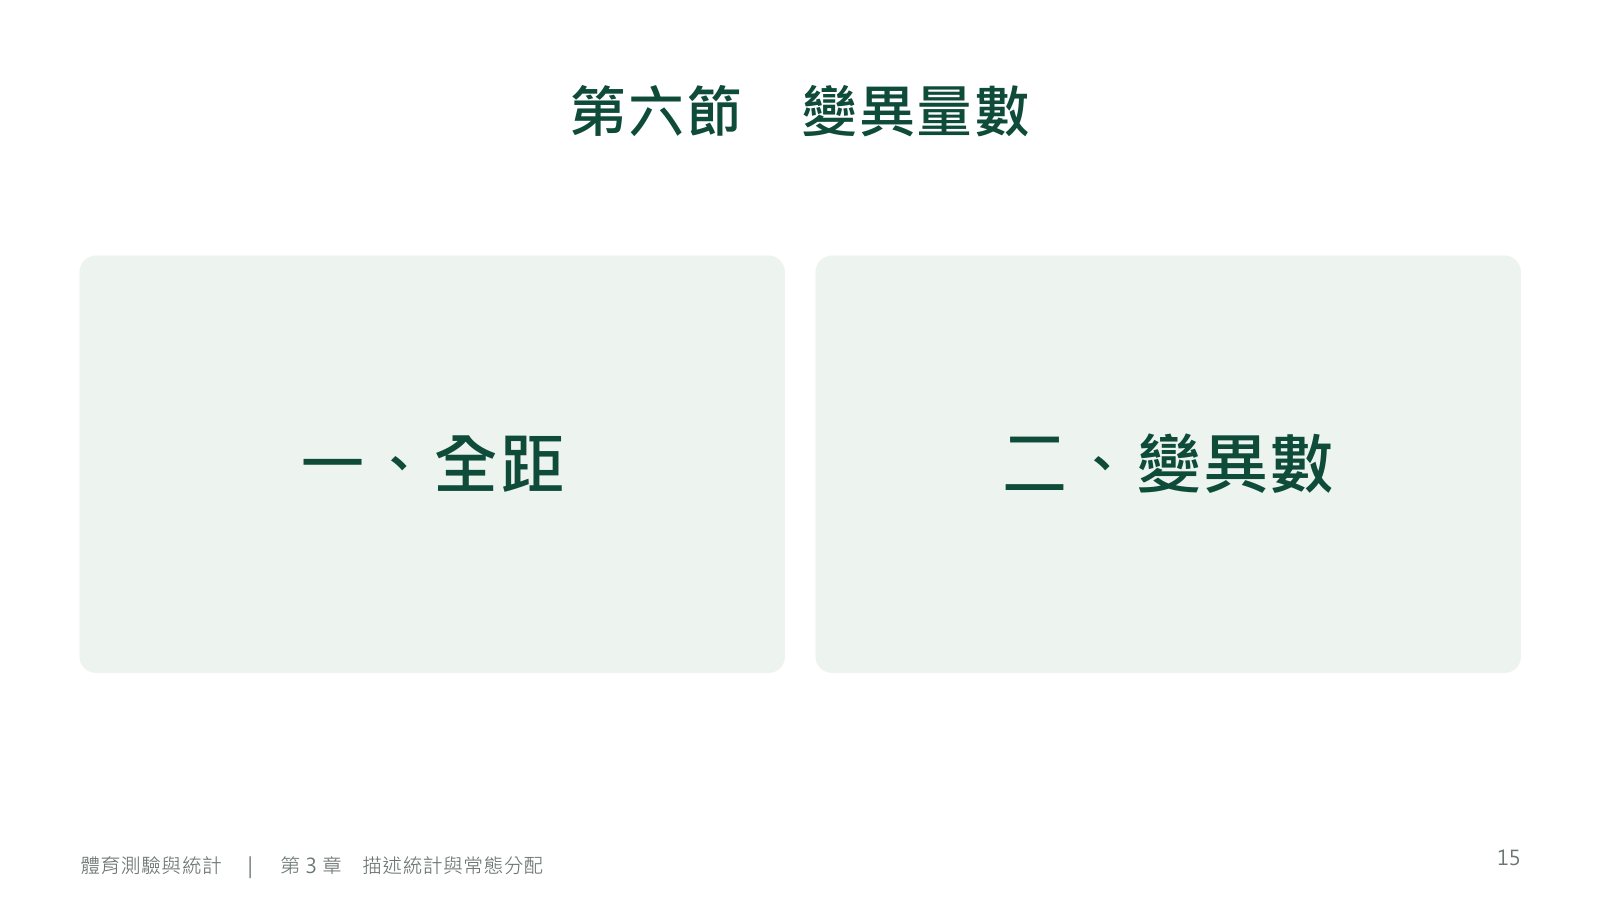 第六節　變異量數
一、全距
二、變異數
體育測驗與統計　|　第 3 章　描述統計與常態分配
15